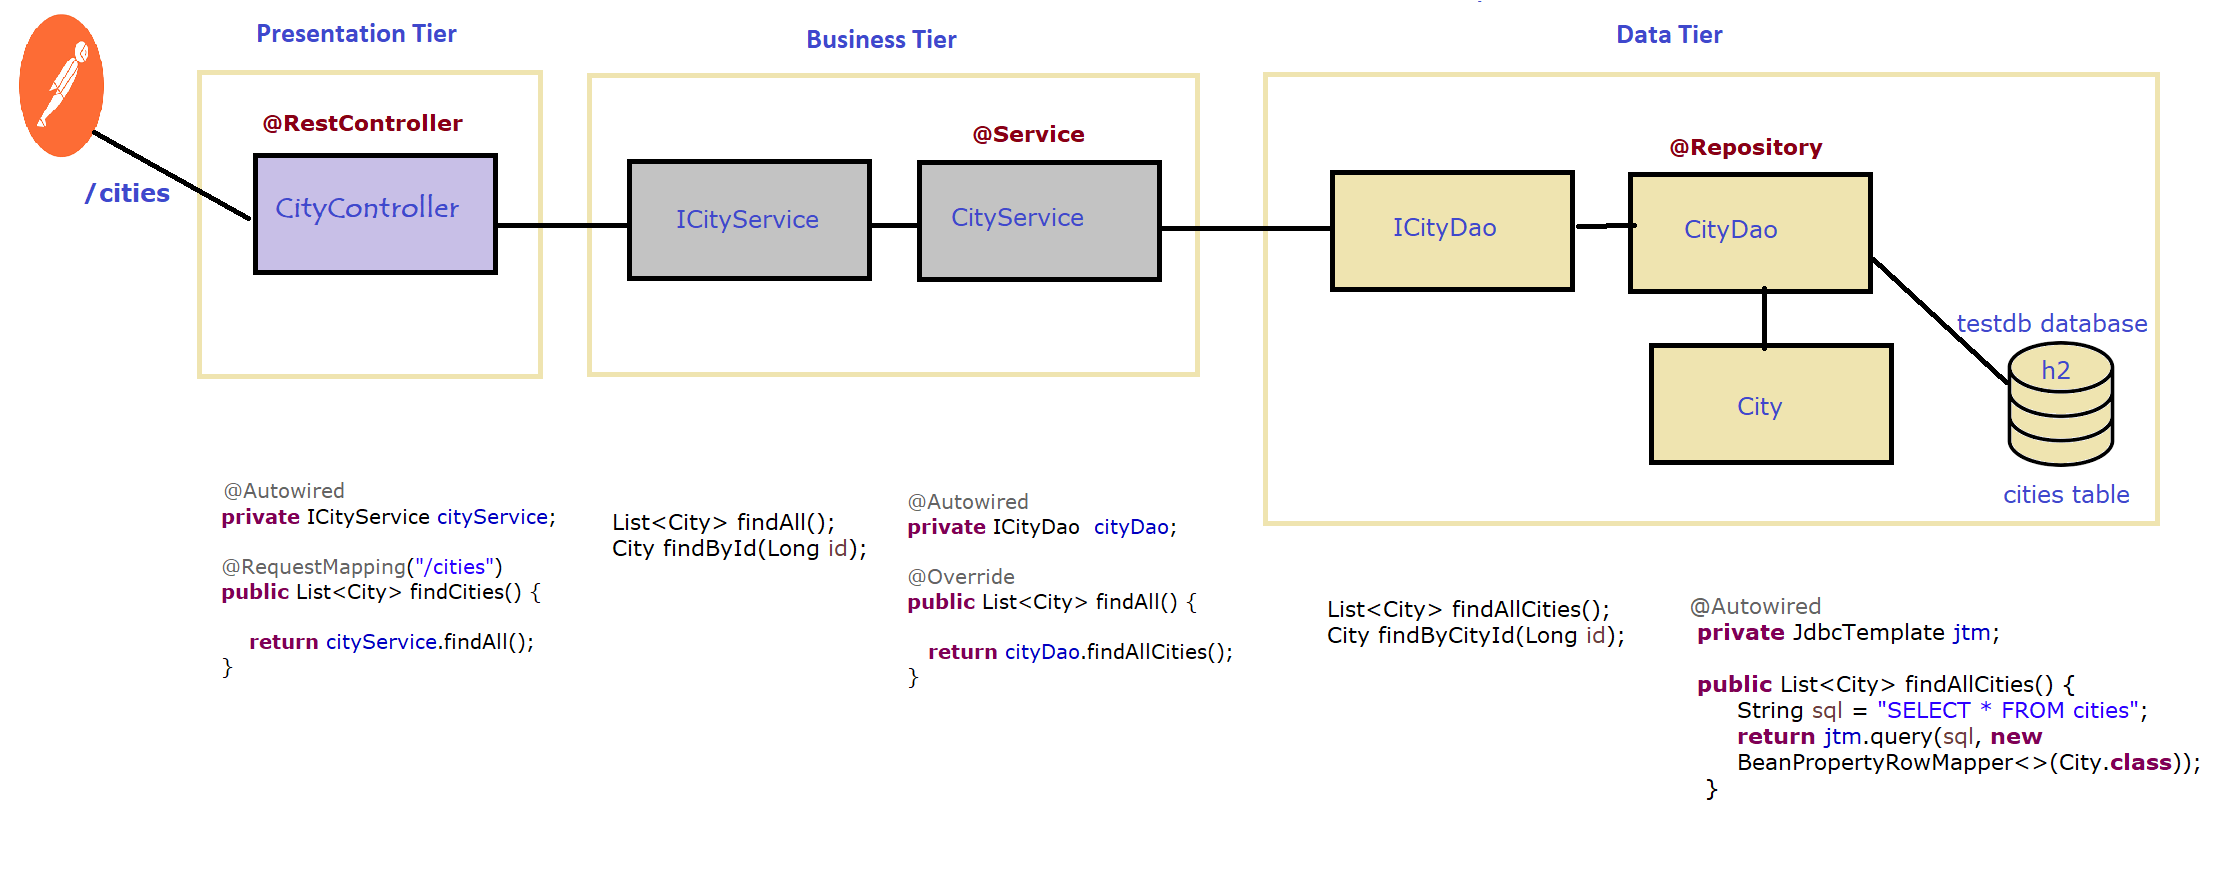 Presentation Tier
Business Tier
Data Tier
/cities
@RestController
CityController
@Service
ICityService
CityService
@Repository
ICityDao
CityDao
City
testdb database
h2
cities table
@Autowired
private ICityService cityService;
@RequestMapping("/cities")
public List<City> findCities() {
return cityService.findAll();
}
List<City> findAll();
City findById(Long id);
@Autowired
private ICityDao  cityDao;
@Override
public List<City> findAll() {
return cityDao.findAllCities();
}
List<City> findAllCities();
City findByCityId(Long id);
@Autowired
private JdbcTemplate jtm;
public List<City> findAllCities() {
String sql = "SELECT * FROM cities";
return jtm.query(sql, new
BeanPropertyRowMapper<>(City.class));
}